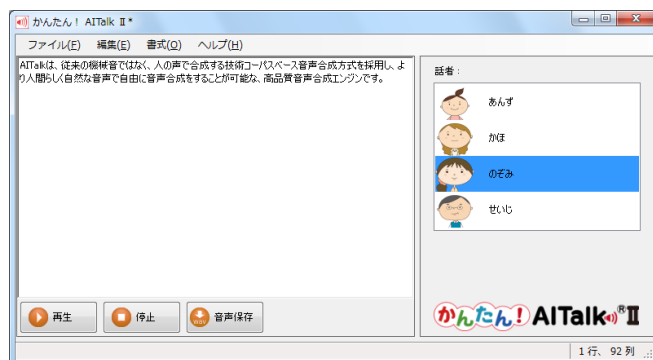 かんたん！ AITalk Ⅱ*
ファイル(F) 編集(E) 書式(O) ヘルプ(H)
AITalkは、従来の機械音ではなく、人の声で合成する技術コーパスベース音声合成方式を採用し、よ
り人間らしく自然な音声で自由に音声合成をすることが可能な、高品質音声合成エンジンです。
話者：
あんず
かほ
のぞみ
せいじ
再生 停止 WAV 音声保存
かんたん! AITalk®Ⅱ
1 行、 92 列